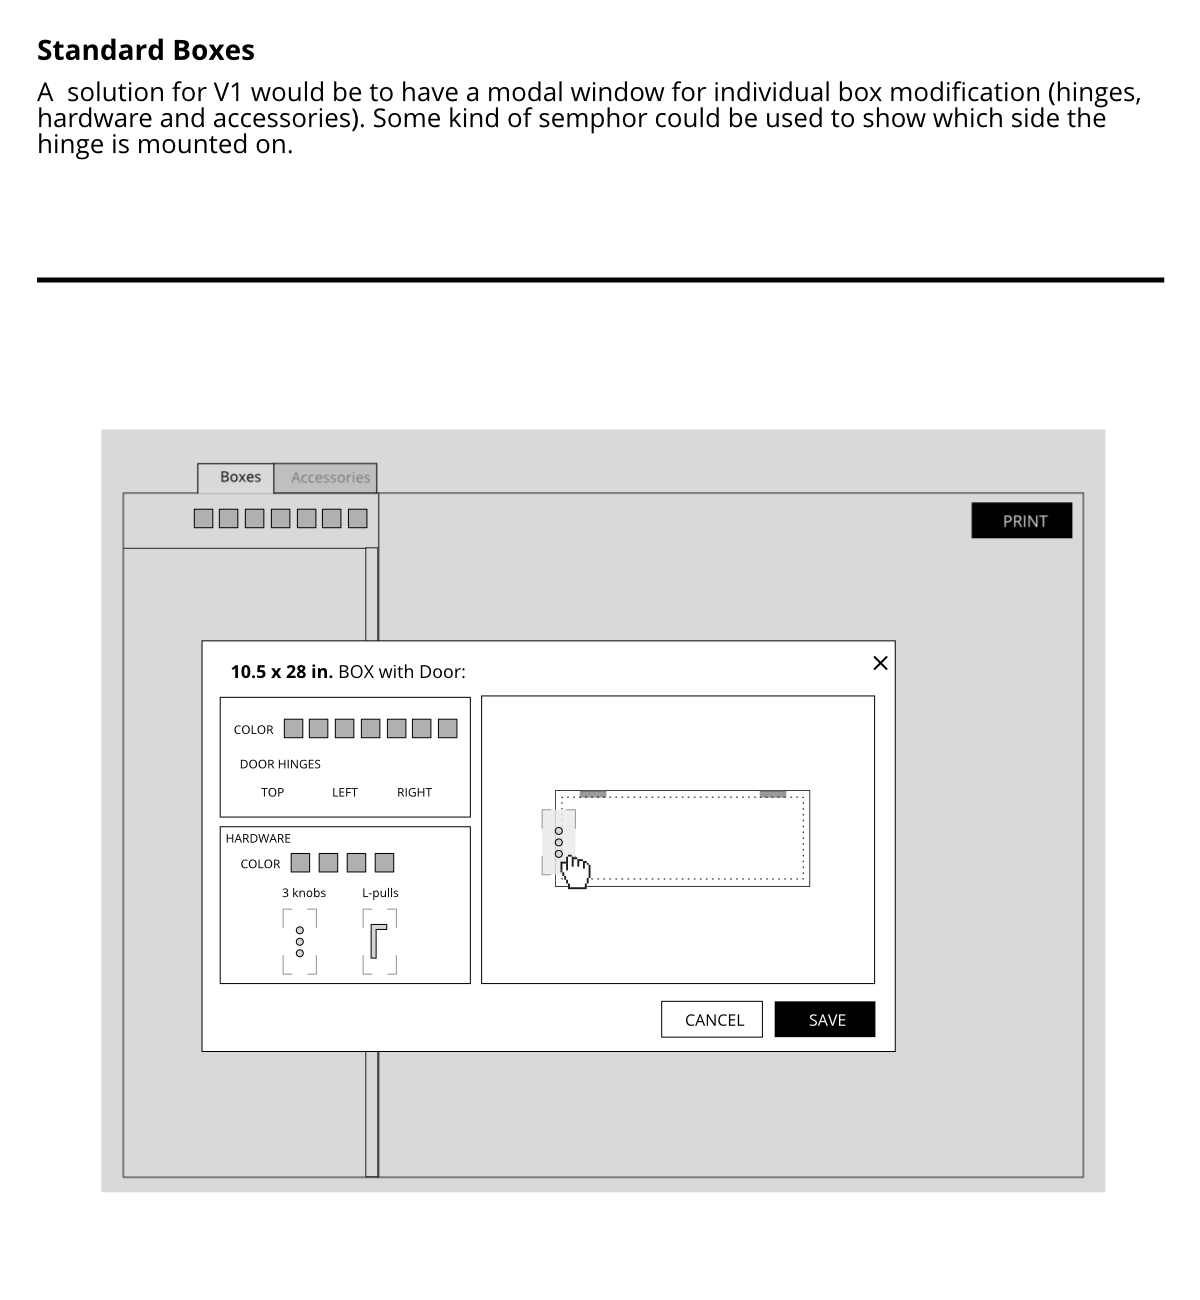 Standard Boxes
A  solution for V1 would be to have a modal window for individual box modification (hinges,
hardware and accessories). Some kind of semphor could be used to show which side the
hinge is mounted on.
Boxes Accessories
PRINT
10.5 x 28 in. BOX with Door:
COLOR
DOOR HINGES
TOP LEFT RIGHT
HARDWARE
COLOR
3 knobs L-pulls
CANCEL SAVE